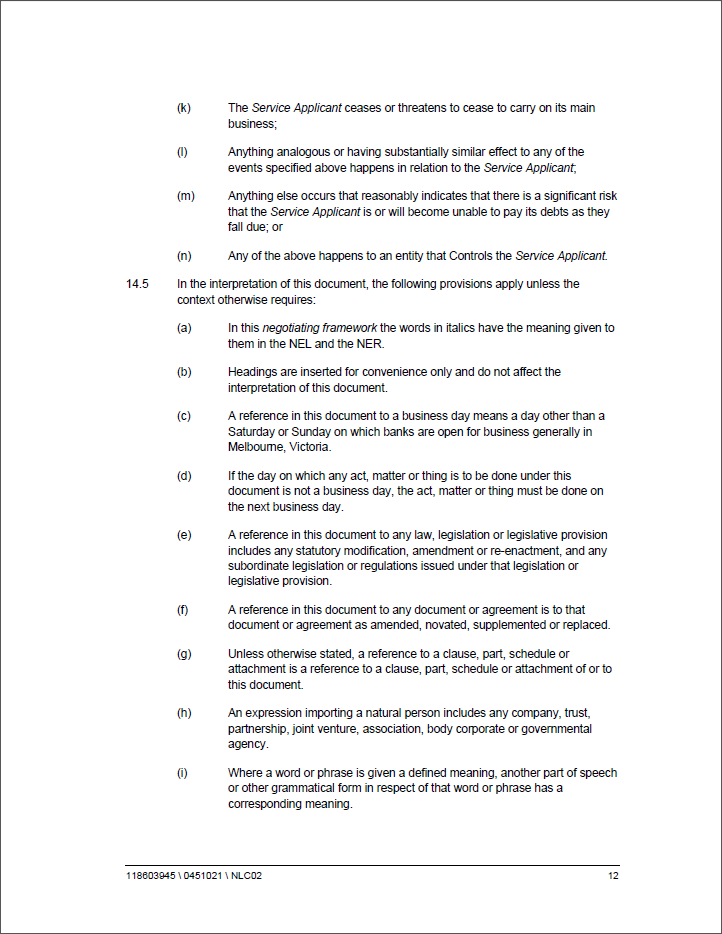 (k) The Service Applicant ceases or threatens to cease to carry on its main
business;
(l) Anything analogous or having substantially similar effect to any of the
events specified above happens in relation to the Service Applicant;
(m) Anything else occurs that reasonably indicates that there is a significant risk
that the Service Applicant is or will become unable to pay its debts as they
fall due; or
(n) Any of the above happens to an entity that Controls the Service Applicant.
14.5 In the interpretation of this document, the following provisions apply unless the
context otherwise requires:
(a) In this negotiating framework the words in italics have the meaning given to
them in the NEL and the NER.
(b) Headings are inserted for convenience only and do not affect the
interpretation of this document.
(c) A reference in this document to a business day means a day other than a
Saturday or Sunday on which banks are open for business generally in
Melbourne, Victoria.
(d) If the day on which any act, matter or thing is to be done under this
document is not a business day, the act, matter or thing must be done on
the next business day.
(e) A reference in this document to any law, legislation or legislative provision
includes any statutory modification, amendment or re-enactment, and any
subordinate legislation or regulations issued under that legislation or
legislative provision.
(f) A reference in this document to any document or agreement is to that
document or agreement as amended, novated, supplemented or replaced.
(g) Unless otherwise stated, a reference to a clause, part, schedule or
attachment is a reference to a clause, part, schedule or attachment of or to
this document.
(h) An expression importing a natural person includes any company, trust,
partnership, joint venture, association, body corporate or governmental
agency.
(i) Where a word or phrase is given a defined meaning, another part of speech
or other grammatical form in respect of that word or phrase has a
corresponding meaning.
118603945 \ 0451021 \ NLC02 12